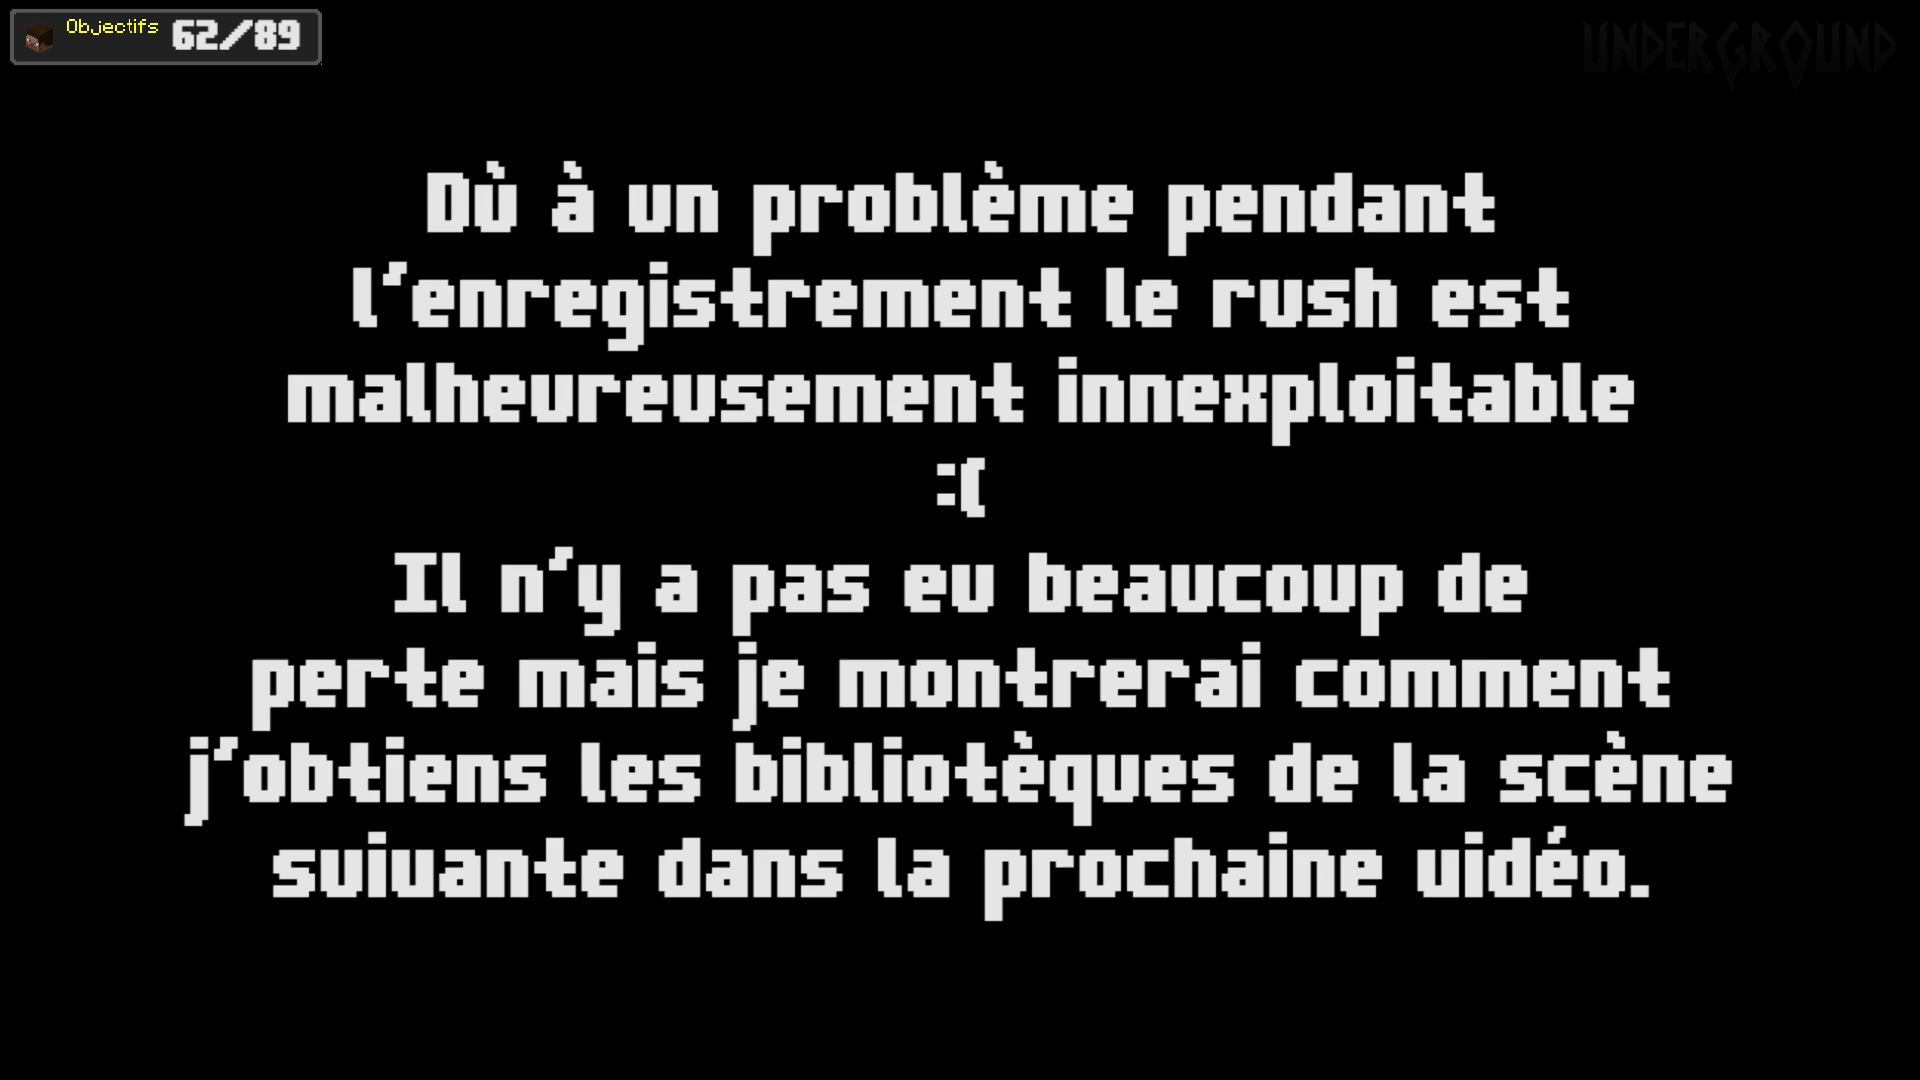 Objectifs 62/89
UNDERGROUND
Dù à un problème pendant
l'enregistrement le rush est
malheureusement innexploitable
:(
Il n'y a pas eu beaucoup de
perte mais je montrerai comment
j'obtiens les bibliotèques de la scène
suivante dans la prochaine vidéo.